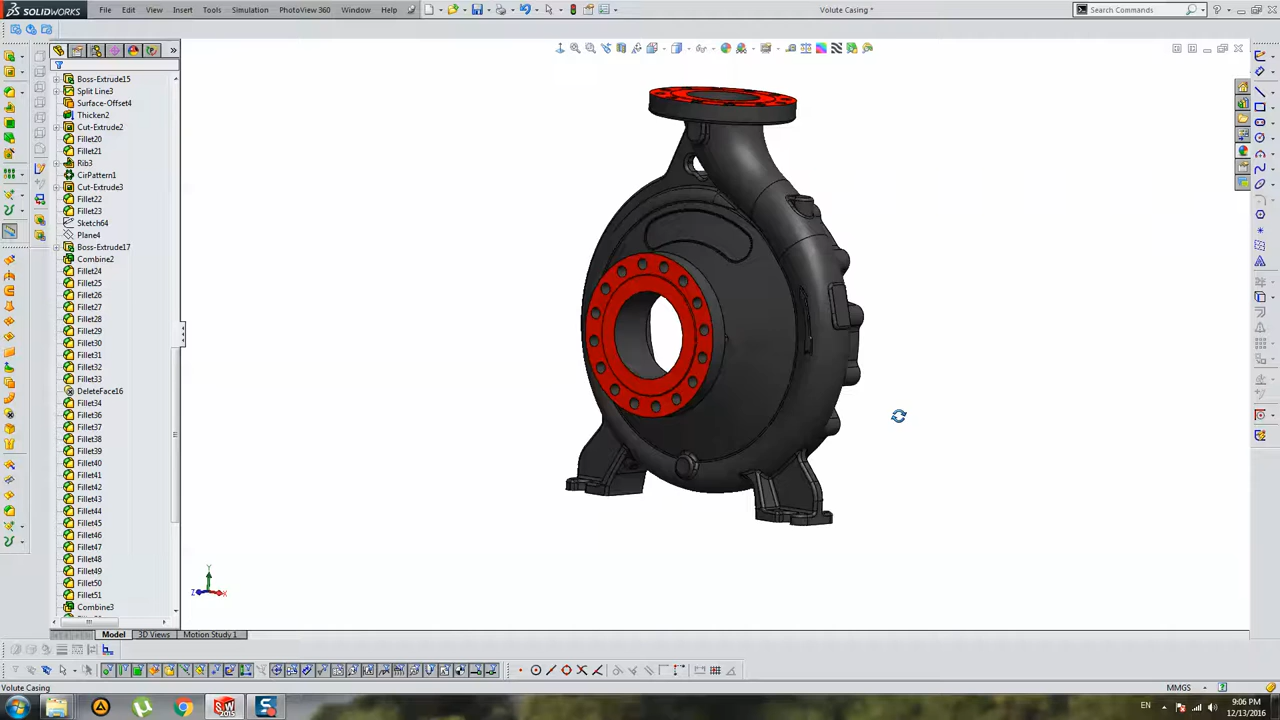 SOLIDWORKS File Edit View Insert Tools Simulation PhotoView 360 Window Help Volute Casing * Search Commands
Boss-Extrude15
Split Line3
Surface-Offset4
Thicken2
Cut-Extrude2
Fillet20
Fillet21
Rib3
CirPattern1
Cut-Extrude3
Fillet22
Fillet23
Sketch64
Plane4
Boss-Extrude17
Combine2
Fillet24
Fillet25
Fillet26
Fillet27
Fillet28
Fillet29
Fillet30
Fillet31
Fillet32
Fillet33
DeleteFace16
Fillet34
Fillet36
Fillet37
Fillet38
Fillet39
Fillet40
Fillet41
Fillet42
Fillet43
Fillet44
Fillet45
Fillet46
Fillet47
Fillet48
Fillet49
Fillet50
Fillet51
Combine3
Y
Z X
Model 3D Views Motion Study 1
Volute Casing MMGS
EN 9:06 PM
12/13/2016